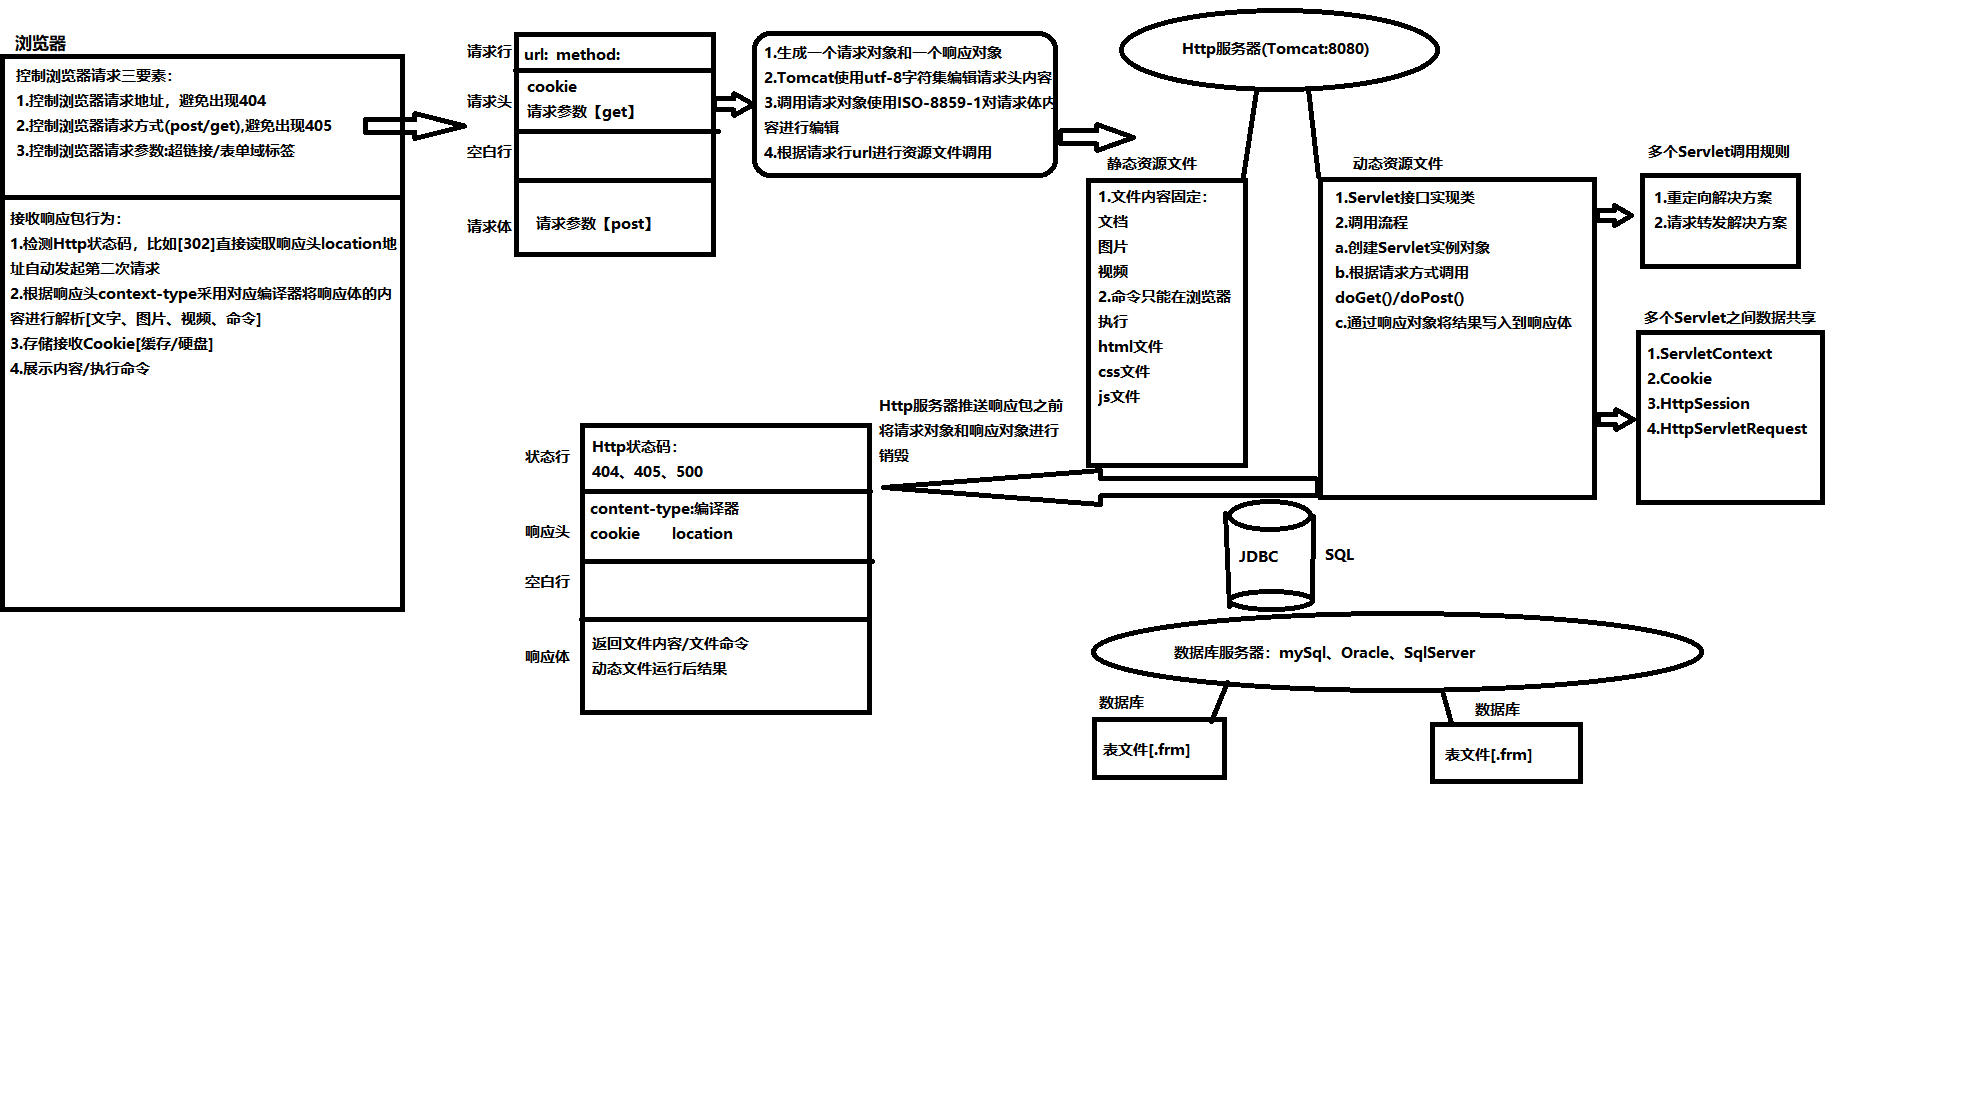 浏览器
控制浏览器请求三要素：
1.控制浏览器请求地址，避免出现404
2.控制浏览器请求方式(post/get),避免出现405
3.控制浏览器请求参数:超链接/表单域标签
接收响应包行为：
1.检测Http状态码，比如[302]直接读取响应头location地
址自动发起第二次请求
2.根据响应头context-type采用对应编译器将响应体的内
容进行解析[文字、图片、视频、命令]
3.存储接收Cookie[缓存/硬盘]
4.展示内容/执行命令
请求行
url: method:
请求头
cookie
请求参数【get】
空白行
请求体
请求参数【post】
1.生成一个请求对象和一个响应对象
2.Tomcat使用utf-8字符集编辑请求头内容
3.调用请求对象使用ISO-8859-1对请求体内
容进行编辑
4.根据请求行url进行资源文件调用
Http服务器(Tomcat:8080)
静态资源文件
1.文件内容固定：
文档
图片
视频
2.命令只能在浏览器
执行
html文件
css文件
js文件
动态资源文件
1.Servlet接口实现类
2.调用流程
a.创建Servlet实例对象
b.根据请求方式调用
doGet()/doPost()
c.通过响应对象将结果写入到响应体
多个Servlet调用规则
1.重定向解决方案
2.请求转发解决方案
多个Servlet之间数据共享
1.ServletContext
2.Cookie
3.HttpSession
4.HttpServletRequest
Http服务器推送响应包之前
将请求对象和响应对象进行
销毁
状态行
Http状态码：
404、405、500
响应头
content-type:编译器
cookie location
空白行
响应体
返回文件内容/文件命令
动态文件运行后结果
JDBC
SQL
数据库服务器：mySql、Oracle、SqlServer
数据库
表文件[.frm]
数据库
表文件[.frm]